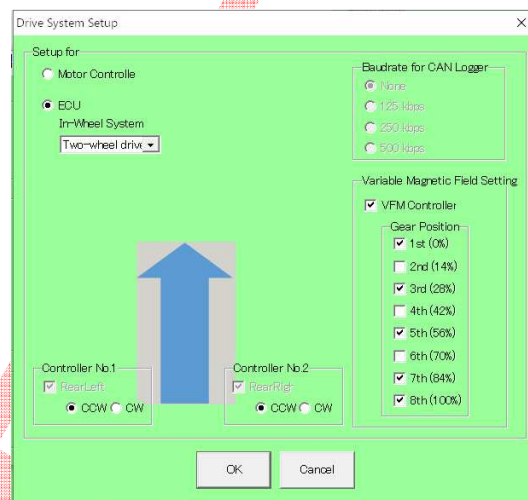 Drive System Setup
Setup for
Motor Controlle
ECU
In-Wheel System
Two-wheel driv
Baudrate for CAN Logger
None
125 kbps
250 kbps
500 kbps
Variable Magnetic Field Setting
VFM Controller
Gear Position
1st (0%)
2nd (14%)
3rd (28%)
4th (42%)
5th (56%)
6th (70%)
7th (84%)
8th (100%)
Controller No.1
RearLeft
CCW CW
Controller No.2
RearRigh
CCW CW
OK Cancel